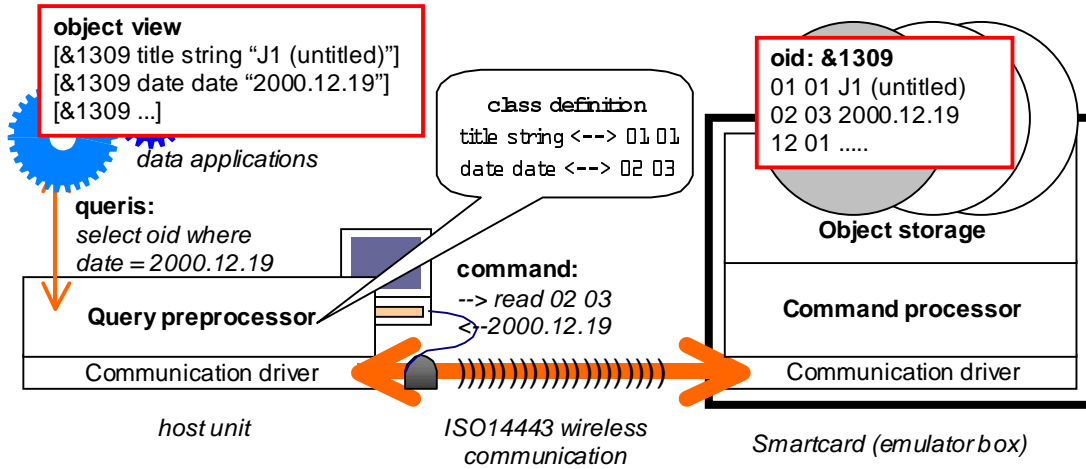 object view
[&1309 title string “J1 (untitled)”]
[&1309 date date “2000.12.19”]
[&1309 ...]
data applications
queris:
select oid where
date = 2000.12.19
class definition
title string <--> 01 01
date date <--> 02 03
oid: &1309
01 01 J1 (untitled)
02 03 2000.12.19
12 01 .....
Object storage
command:
--> read 02 03
<--2000.12.19
Query preprocessor
Command processor
Communication driver
))))))))))))))))))))
Communication driver
host unit
ISO14443 wireless
communication
Smartcard (emulator box)